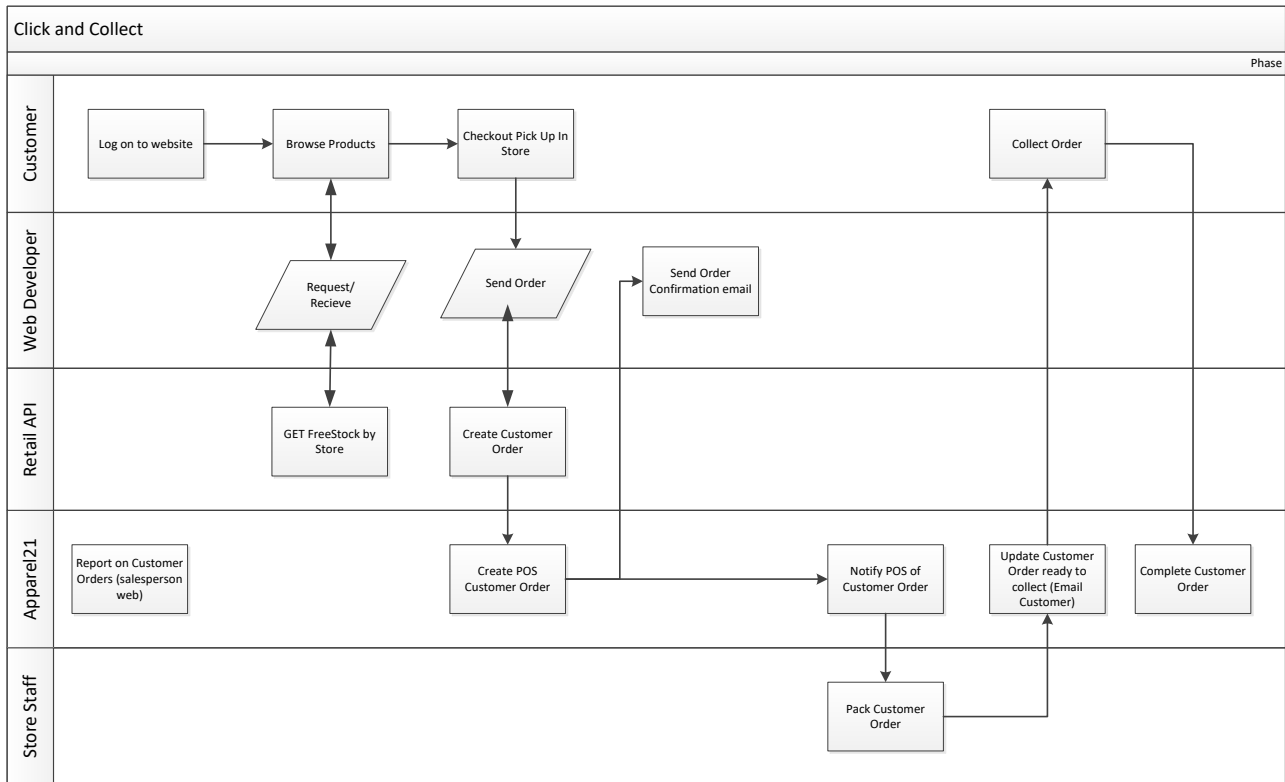 Click and Collect
Phase
Customer
Log on to website
Browse Products
Checkout Pick Up In
Store
Collect Order
Web Developer
Request/
Recieve
Send Order
Send Order
Confirmation email
Retail API
GET FreeStock by
Store
Create Customer
Order
Apparel21
Report on Customer
Orders (salesperson
web)
Create POS
Customer Order
Notify POS of
Customer Order
Update Customer
Order ready to
collect (Email
Customer)
Complete Customer
Order
Store Staff
Pack Customer
Order